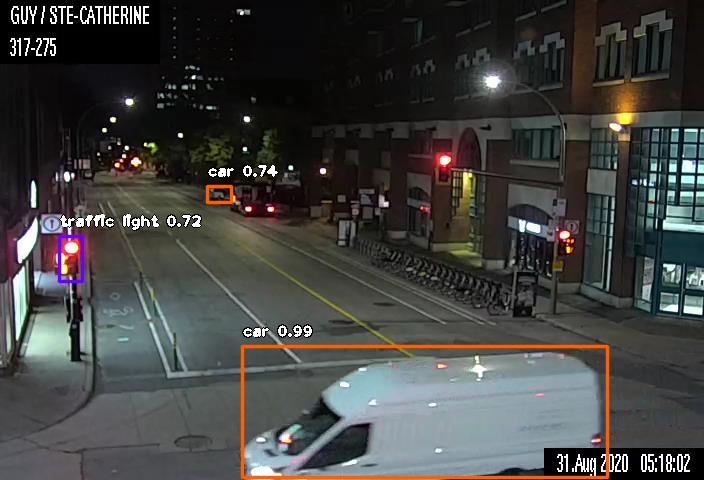 GUY / STE-CATHERINE
317-275
car 0.74
traffic light 0.72
car 0.99
31.Aug 2020 05:18:02